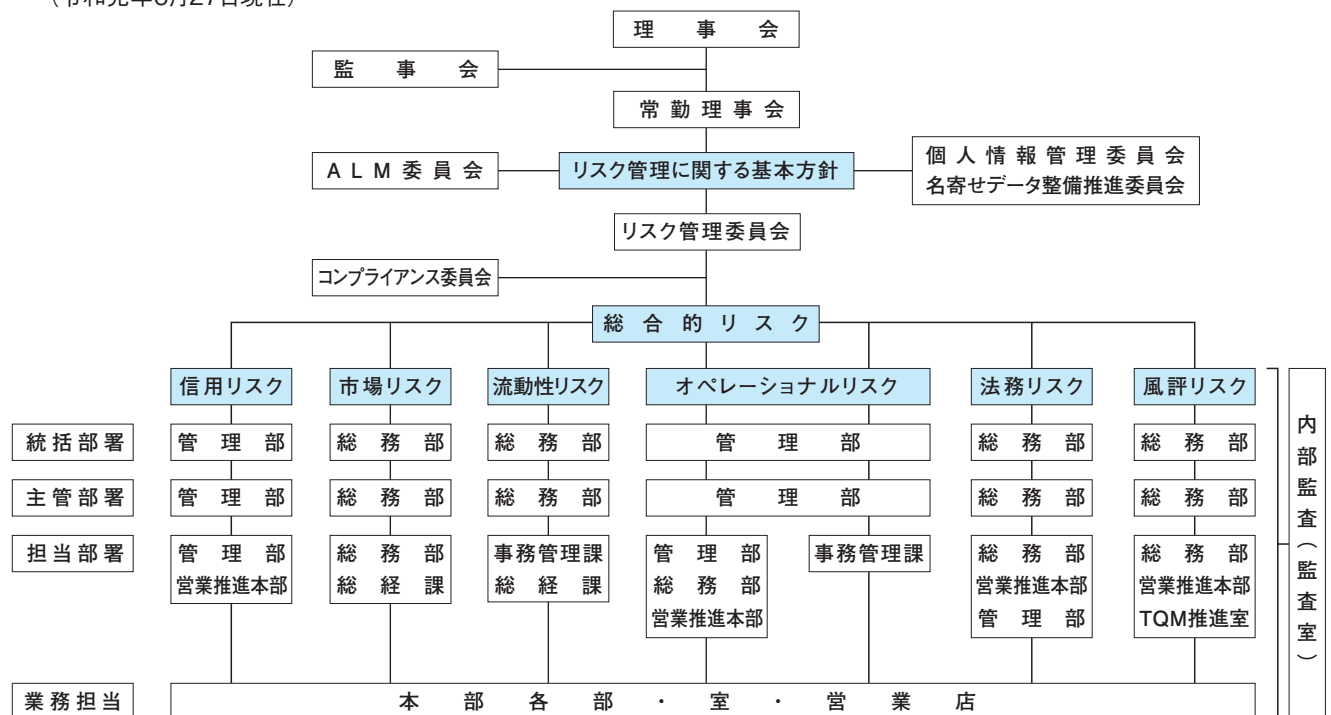 理事会
監事会
常勤理事会
ALM委員会
リスク管理に関する基本方針
個人情報管理委員会
名寄せデータ整備推進委員会
リスク管理委員会
コンプライアンス委員会
総合的リスク
信用リスク 市場リスク 流動性リスク オペレーショナルリスク 法務リスク 風評リスク
統括部署 管理部 総務部 総務部 管理部 総務部 総務部
主管部署 管理部 総務部 総務部 管理部 総務部 総務部
担当部署 管理部 総務部 事務管理課 管理部 事務管理課 総務部 総務部
営業推進本部 総経課 総経課 総務部 営業推進本部 営業推進本部
営業推進本部 管理部 TQM推進室
業務担当 本部各部・室・営業店
内部監査(監査室)